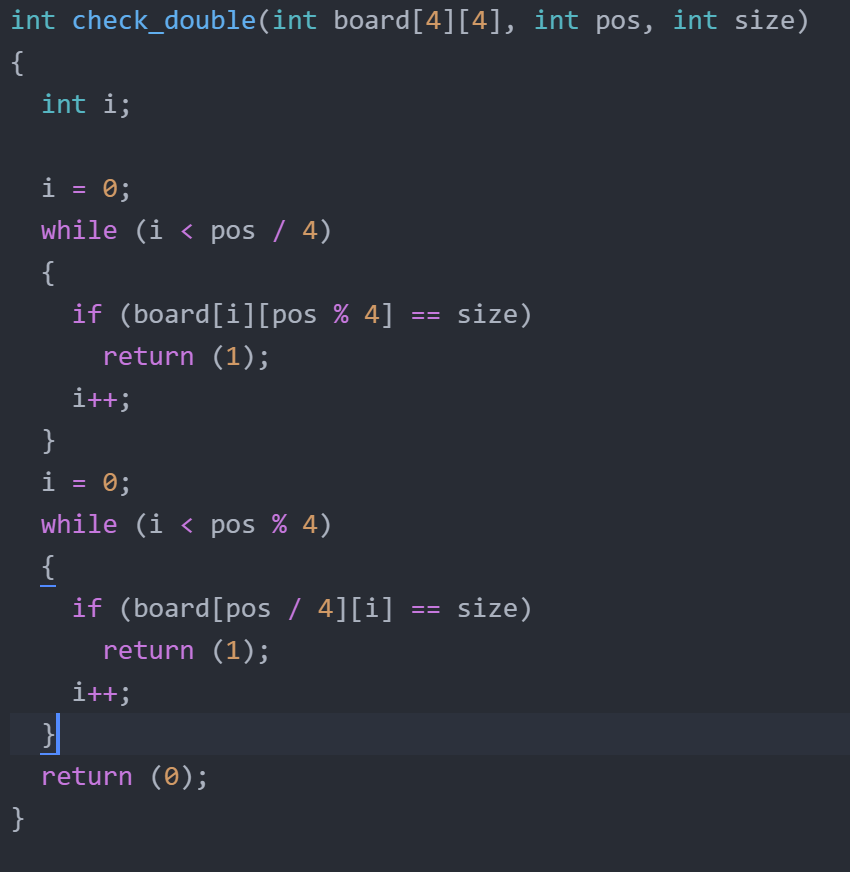 int check_double(int board[4][4], int pos, int size)
{
  int i;

  i = 0;
  while (i < pos / 4)
  {
    if (board[i][pos % 4] == size)
      return (1);
    i++;
  }
  i = 0;
  while (i < pos % 4)
  {
    if (board[pos / 4][i] == size)
      return (1);
    i++;
  }
  return (0);
}